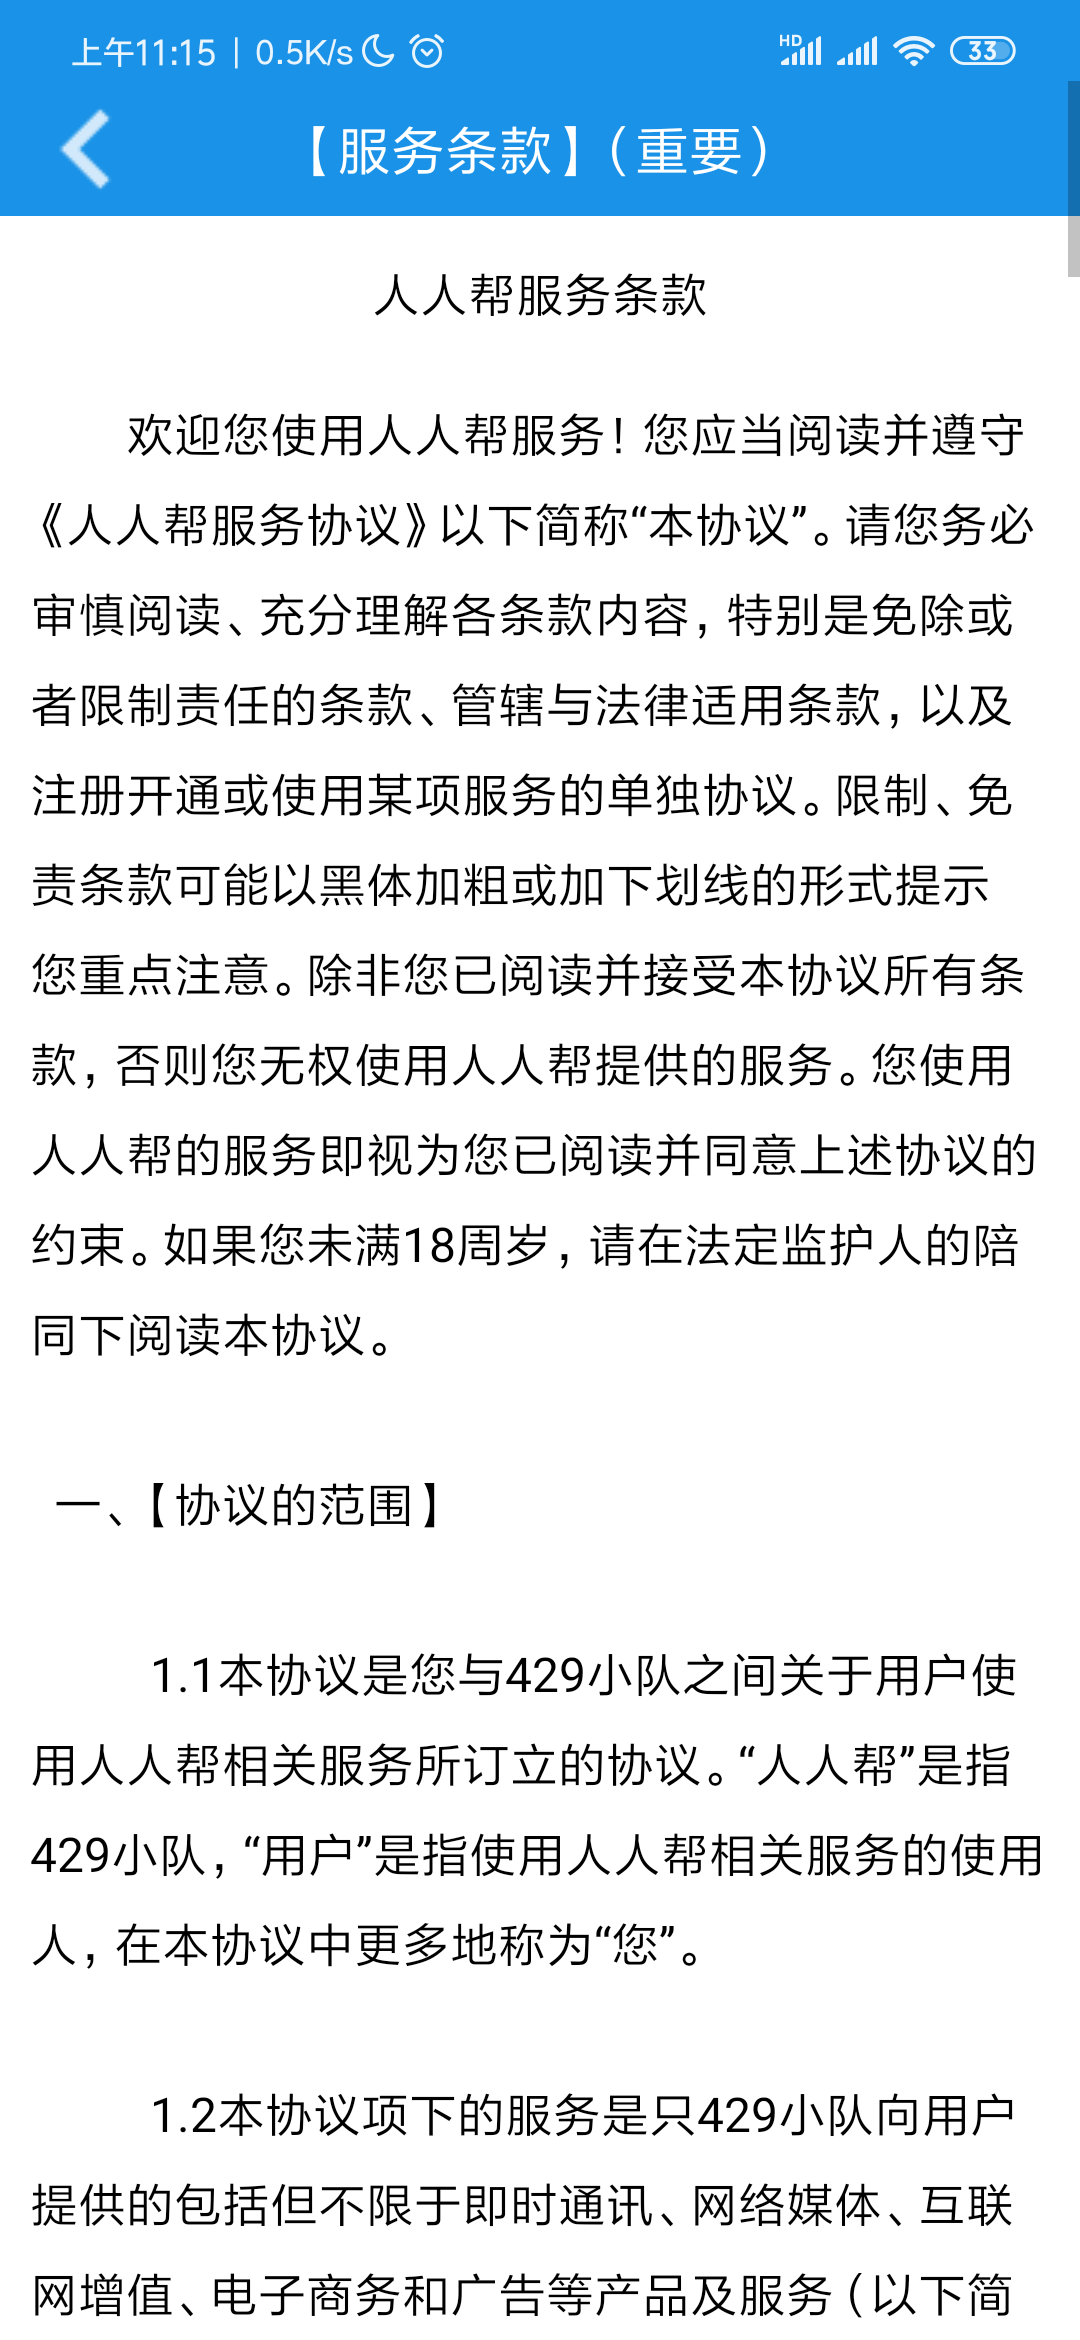 上午11:15 | 0.5K/s
HD
33
【服务条款】（重要）
人人帮服务条款
欢迎您使用人人帮服务！您应当阅读并遵守
《人人帮服务协议》以下简称“本协议”。请您务必
审慎阅读、充分理解各条款内容，特别是免除或
者限制责任的条款、管辖与法律适用条款，以及
注册开通或使用某项服务的单独协议。限制、免
责条款可能以黑体加粗或加下划线的形式提示
您重点注意。除非您已阅读并接受本协议所有条
款，否则您无权使用人人帮提供的服务。您使用
人人帮的服务即视为您已阅读并同意上述协议的
约束。如果您未满18周岁，请在法定监护人的陪
同下阅读本协议。
一、【协议的范围】
1.1本协议是您与429小队之间关于用户使
用人人帮相关服务所订立的协议。“人人帮”是指
429小队，“用户”是指使用人人帮相关服务的使用
人，在本协议中更多地称为“您”。
1.2本协议项下的服务是只429小队向用户
提供的包括但不限于即时通讯、网络媒体、互联
网增值、电子商务和广告等产品及服务（以下简